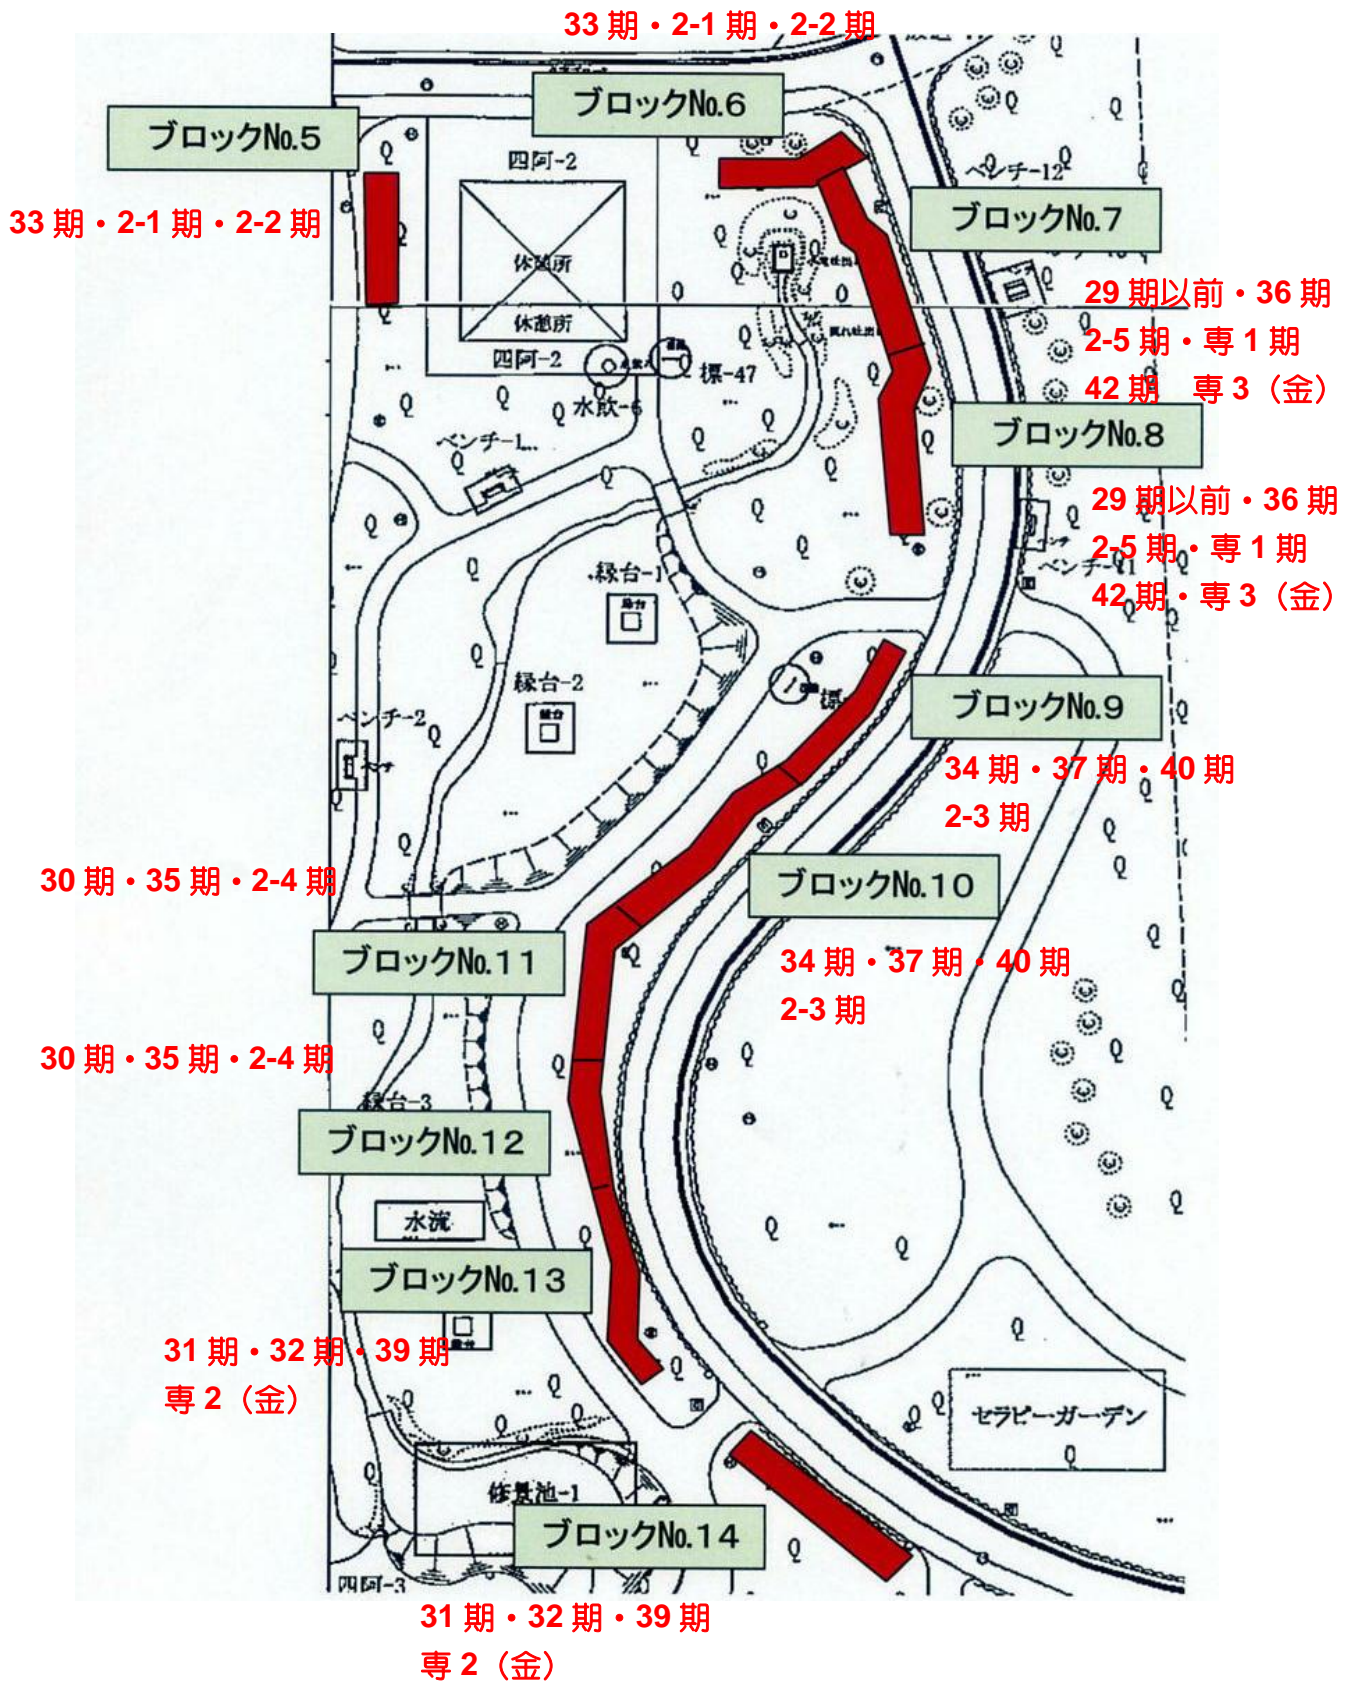 33 期・2-1 期・2-2 期
ブロック№.6
ブロック№.5
四阿-2
33 期・2-1 期・2-2 期
ベンチ-12
ブロック№.7
休憩所
29 期以前・36 期
2-5 期・専 1 期
42 期 専 3（金）
休憩所
四阿-2
標-47
水飲-6
ベンチ-1
ブロック№.8
29 期以前・36 期
2-5 期・専 1 期
42 期・専 3（金）
縁台-1
縁台-2
ベンチ-2
ベンチ
ブロック№.9
34 期・37 期・40 期
2-3 期
30 期・35 期・2-4 期
ブロック№.10
ブロック№.11
34 期・37 期・40 期
2-3 期
30 期・35 期・2-4 期
縁台-3
ブロック№.12
水流
ブロック№.13
31 期・32 期・39 期
専 2（金）
セラピーガーデン
修景池-1
ブロック№.14
四阿-3
31 期・32 期・39 期
専 2（金）